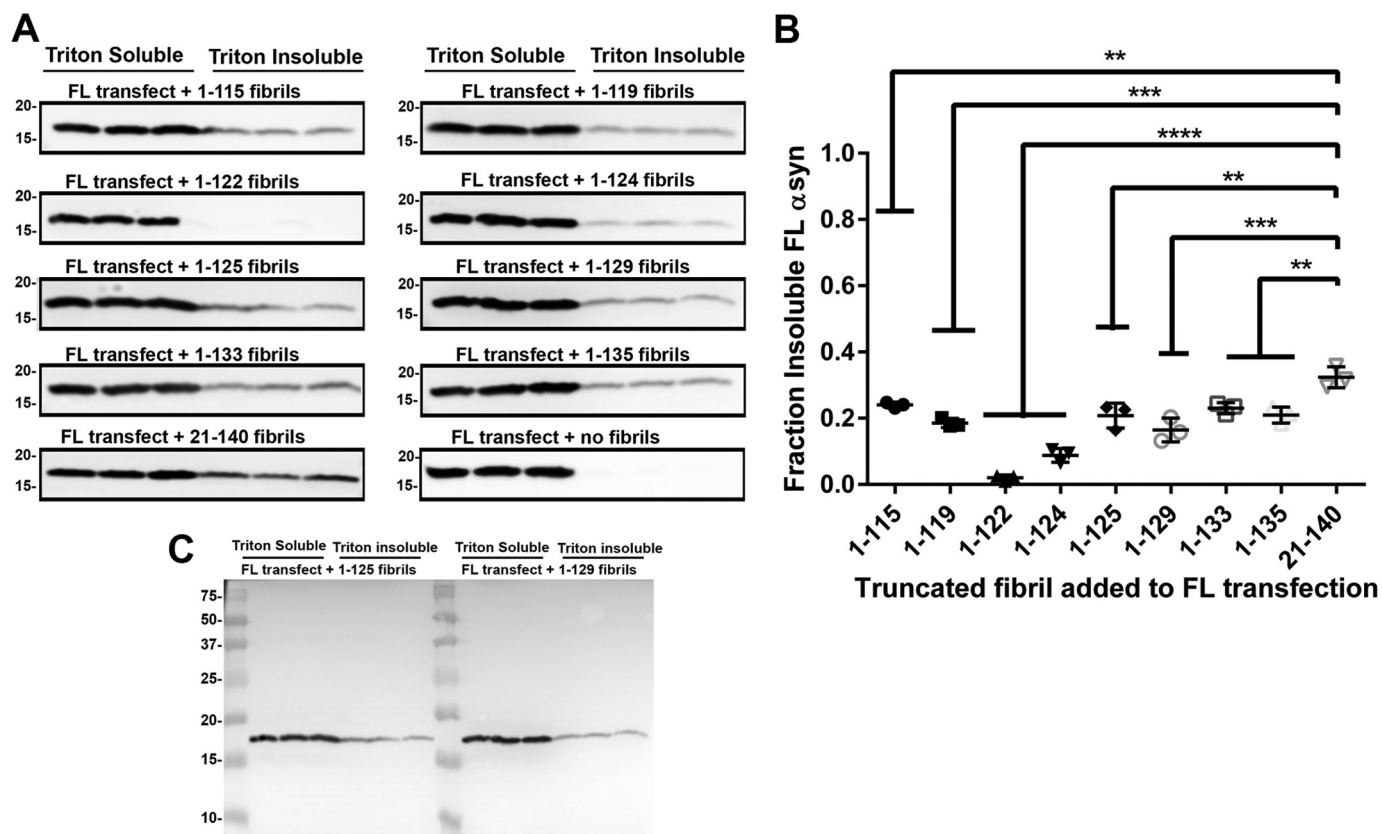 A
Triton Soluble Triton Insoluble Triton Soluble Triton Insoluble
FL transfect + 1-115 fibrils
20-
15-
FL transfect + 1-119 fibrils
20-
15-
FL transfect + 1-122 fibrils
20-
15-
FL transfect + 1-124 fibrils
20-
15-
FL transfect + 1-125 fibrils
20-
15-
FL transfect + 1-129 fibrils
20-
15-
FL transfect + 1-133 fibrils
20-
15-
FL transfect + 1-135 fibrils
20-
15-
FL transfect + 21-140 fibrils
20-
15-
FL transfect + no fibrils
20-
15-
B
**
***
****
**
***
**
Fraction Insoluble FL αsyn
1.0
0.8
0.6
0.4
0.2
0.0
1-115 1-119 1-122 1-124 1-125 1-129 1-133 1-135 21-140
Truncated fibril added to FL transfection
C
Triton Soluble Triton insoluble Triton Soluble Triton insoluble
FL transfect + 1-125 fibrils FL transfect + 1-129 fibrils
75-
50-
37-
25-
20-
15-
10-